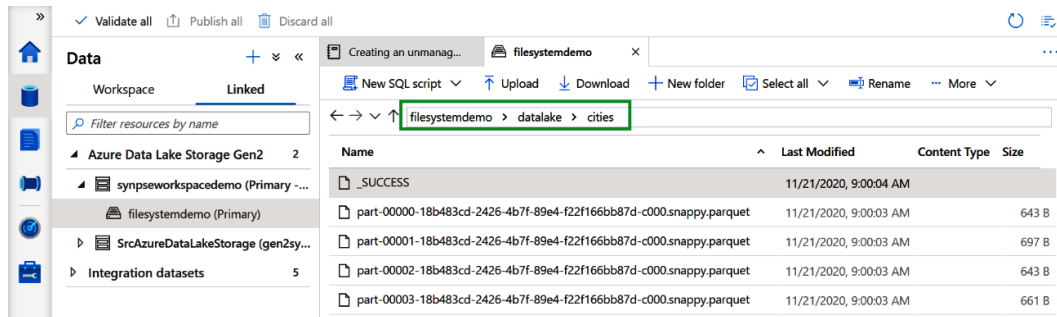 »
Validate all Publish all Discard all
Data
Workspace Linked
Filter resources by name
Azure Data Lake Storage Gen2 2
synpseworkspacedemo (Primary -...
filesystemdemo (Primary)
SrcAzureDataLakeStorage (gen2sy...
Integration datasets 5
Creating an unmanag... filesystemdemo
New SQL script Upload Download New folder Select all Rename ... More
filesystemdemo > datalake > cities
Name Last Modified Content Type Size
_SUCCESS 11/21/2020, 9:00:04 AM
part-00000-18b483cd-2426-4b7f-89e4-f22f166bb87d-c000.snappy.parquet 11/21/2020, 9:00:03 AM 643 B
part-00001-18b483cd-2426-4b7f-89e4-f22f166bb87d-c000.snappy.parquet 11/21/2020, 9:00:03 AM 697 B
part-00002-18b483cd-2426-4b7f-89e4-f22f166bb87d-c000.snappy.parquet 11/21/2020, 9:00:03 AM 643 B
part-00003-18b483cd-2426-4b7f-89e4-f22f166bb87d-c000.snappy.parquet 11/21/2020, 9:00:03 AM 661 B